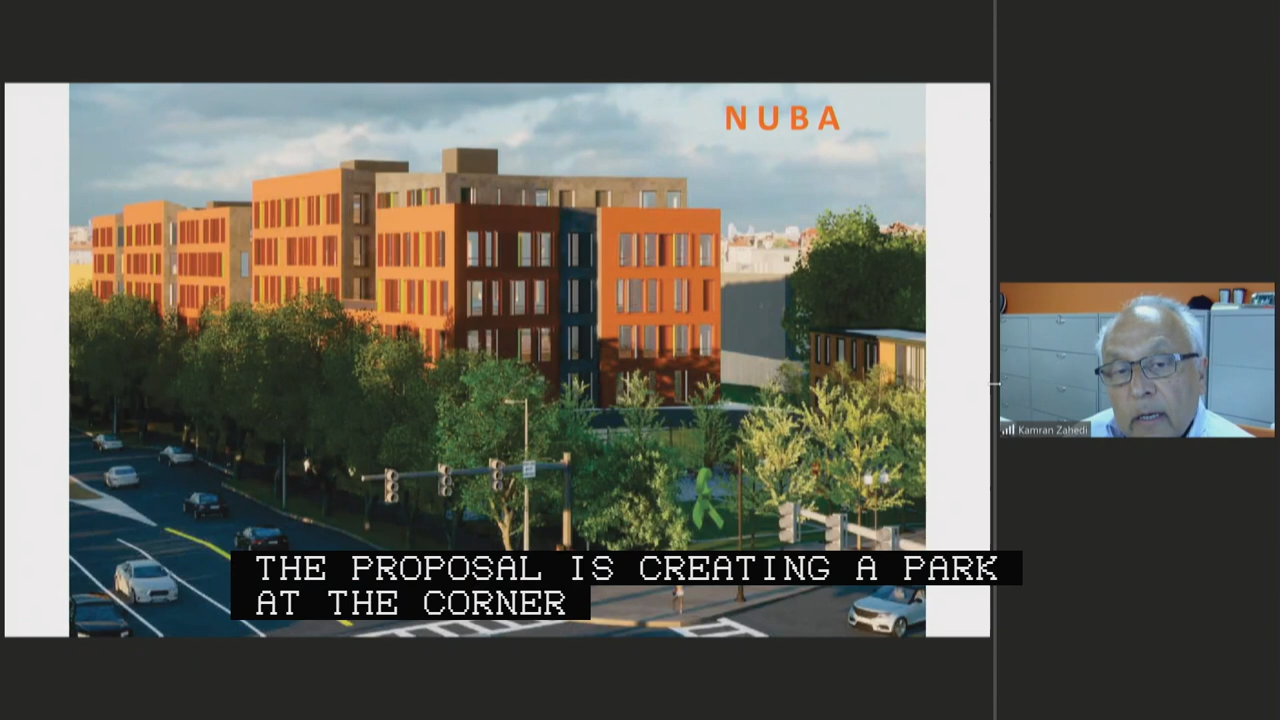 NUBA
Kamran Zahedi
THE PROPOSAL IS CREATING A PARK
AT THE CORNER